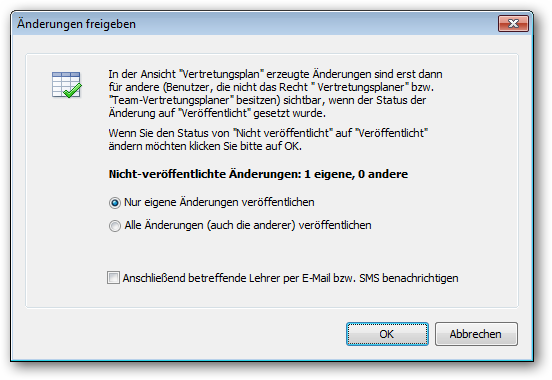 Änderungen freigeben
In der Ansicht "Vertretungsplan" erzeugte Änderungen sind erst dann
für andere (Benutzer, die nicht das Recht " Vertretungsplaner" bzw.
"Team-Vertretungsplaner" besitzen) sichtbar, wenn der Status der
Änderung auf "Veröffentlicht" gesetzt wurde.
Wenn Sie den Status von "Nicht veröffentlicht" auf "Veröffentlicht"
ändern möchten klicken Sie bitte auf OK.
Nicht-veröffentlichte Änderungen: 1 eigene, 0 andere
Nur eigene Änderungen veröffentlichen
Alle Änderungen (auch die anderer) veröffentlichen
Anschließend betreffende Lehrer per E-Mail bzw. SMS benachrichtigen
OK Abbrechen